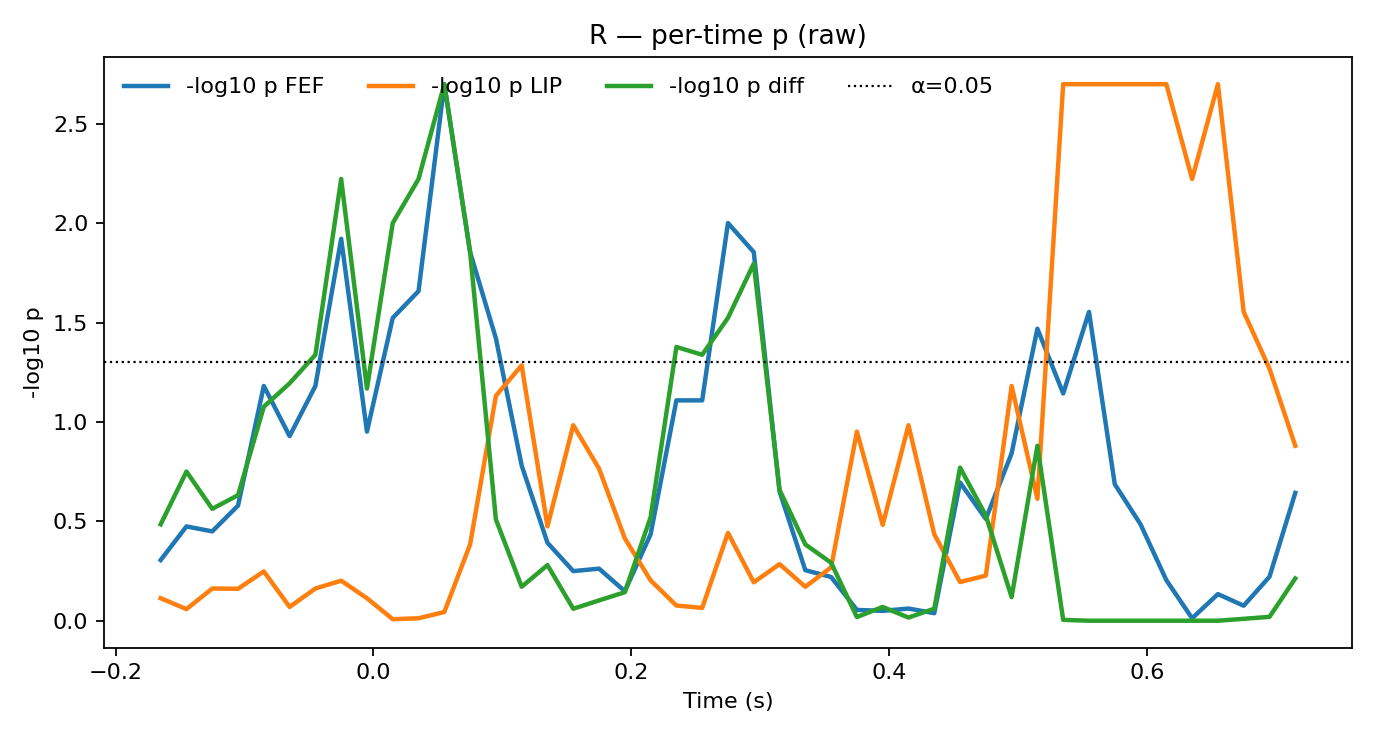 R — per-time p (raw)
-log10 p FEF
-log10 p LIP
-log10 p diff
α=0.05
-log10 p
2.5
2.0
1.5
1.0
0.5
0.0
−0.2
0.0
0.2
0.4
0.6
Time (s)